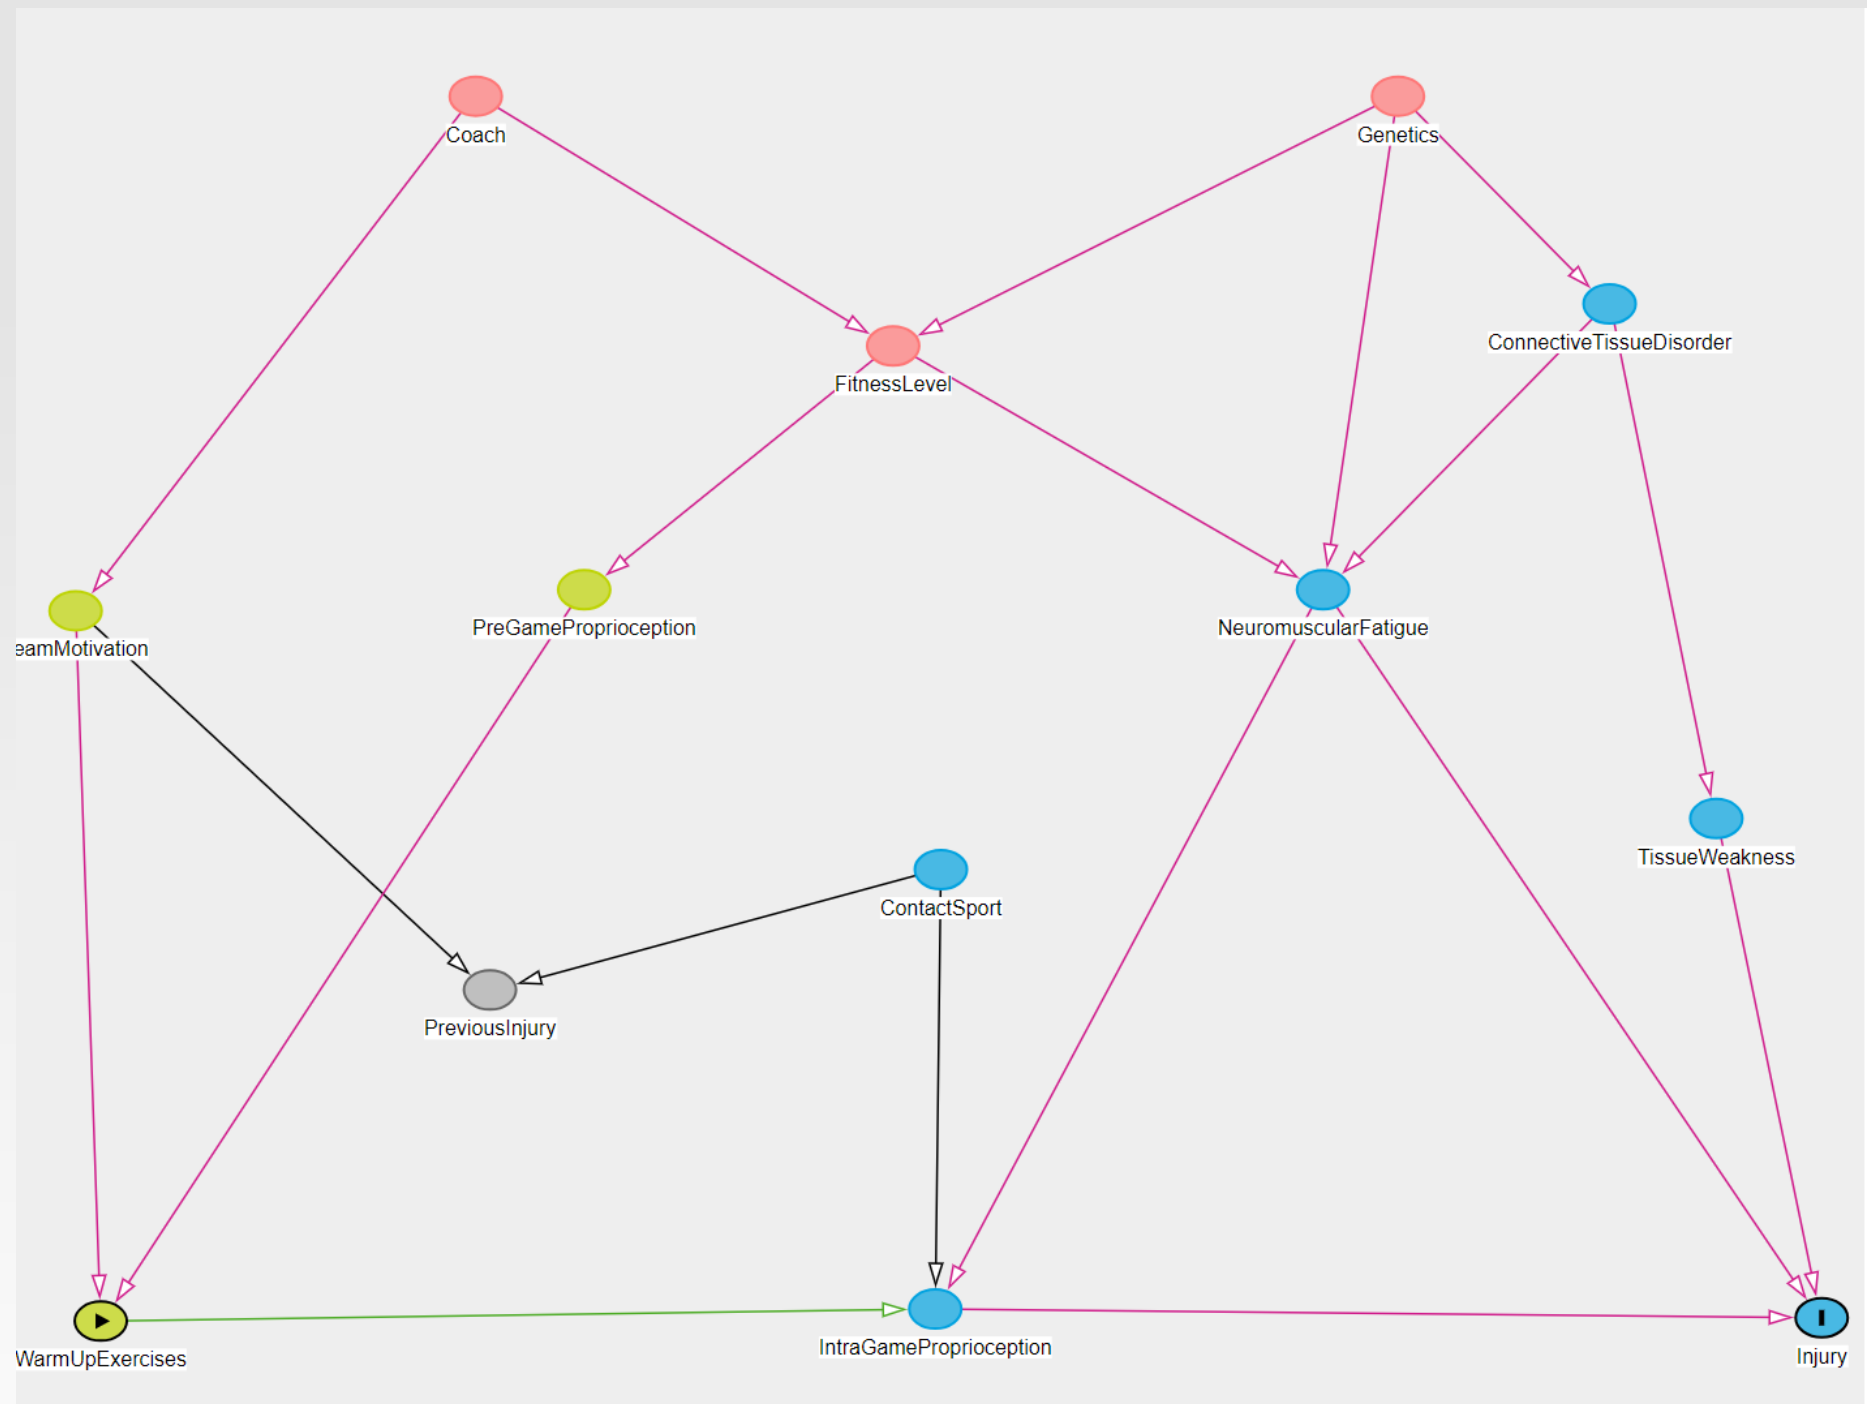 Coach
Genetics
ConnectiveTissueDisorder
FitnessLevel
PreGameProprioception
NeuromuscularFatigue
eamMotivation
TissueWeakness
ContactSport
PreviousInjury
IntraGameProprioception
Injury
WarmUpExercises